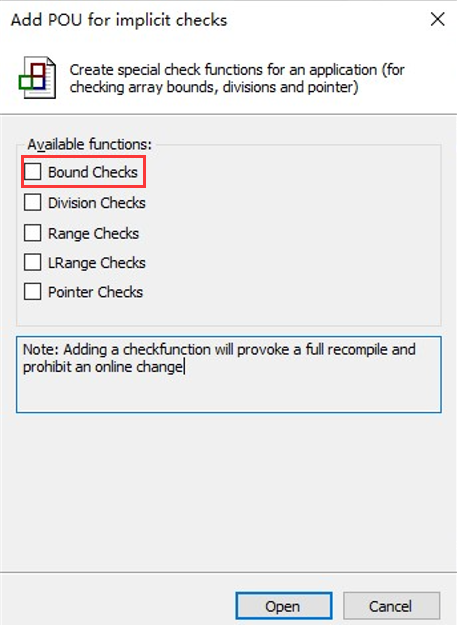 Add POU for implicit checks
Create special check functions for an application (for
checking array bounds, divisions and pointer)
Available functions:
Bound Checks
Division Checks
Range Checks
LRange Checks
Pointer Checks
Note: Adding a checkfunction will provoke a full recompile and
prohibit an online change
Open
Cancel